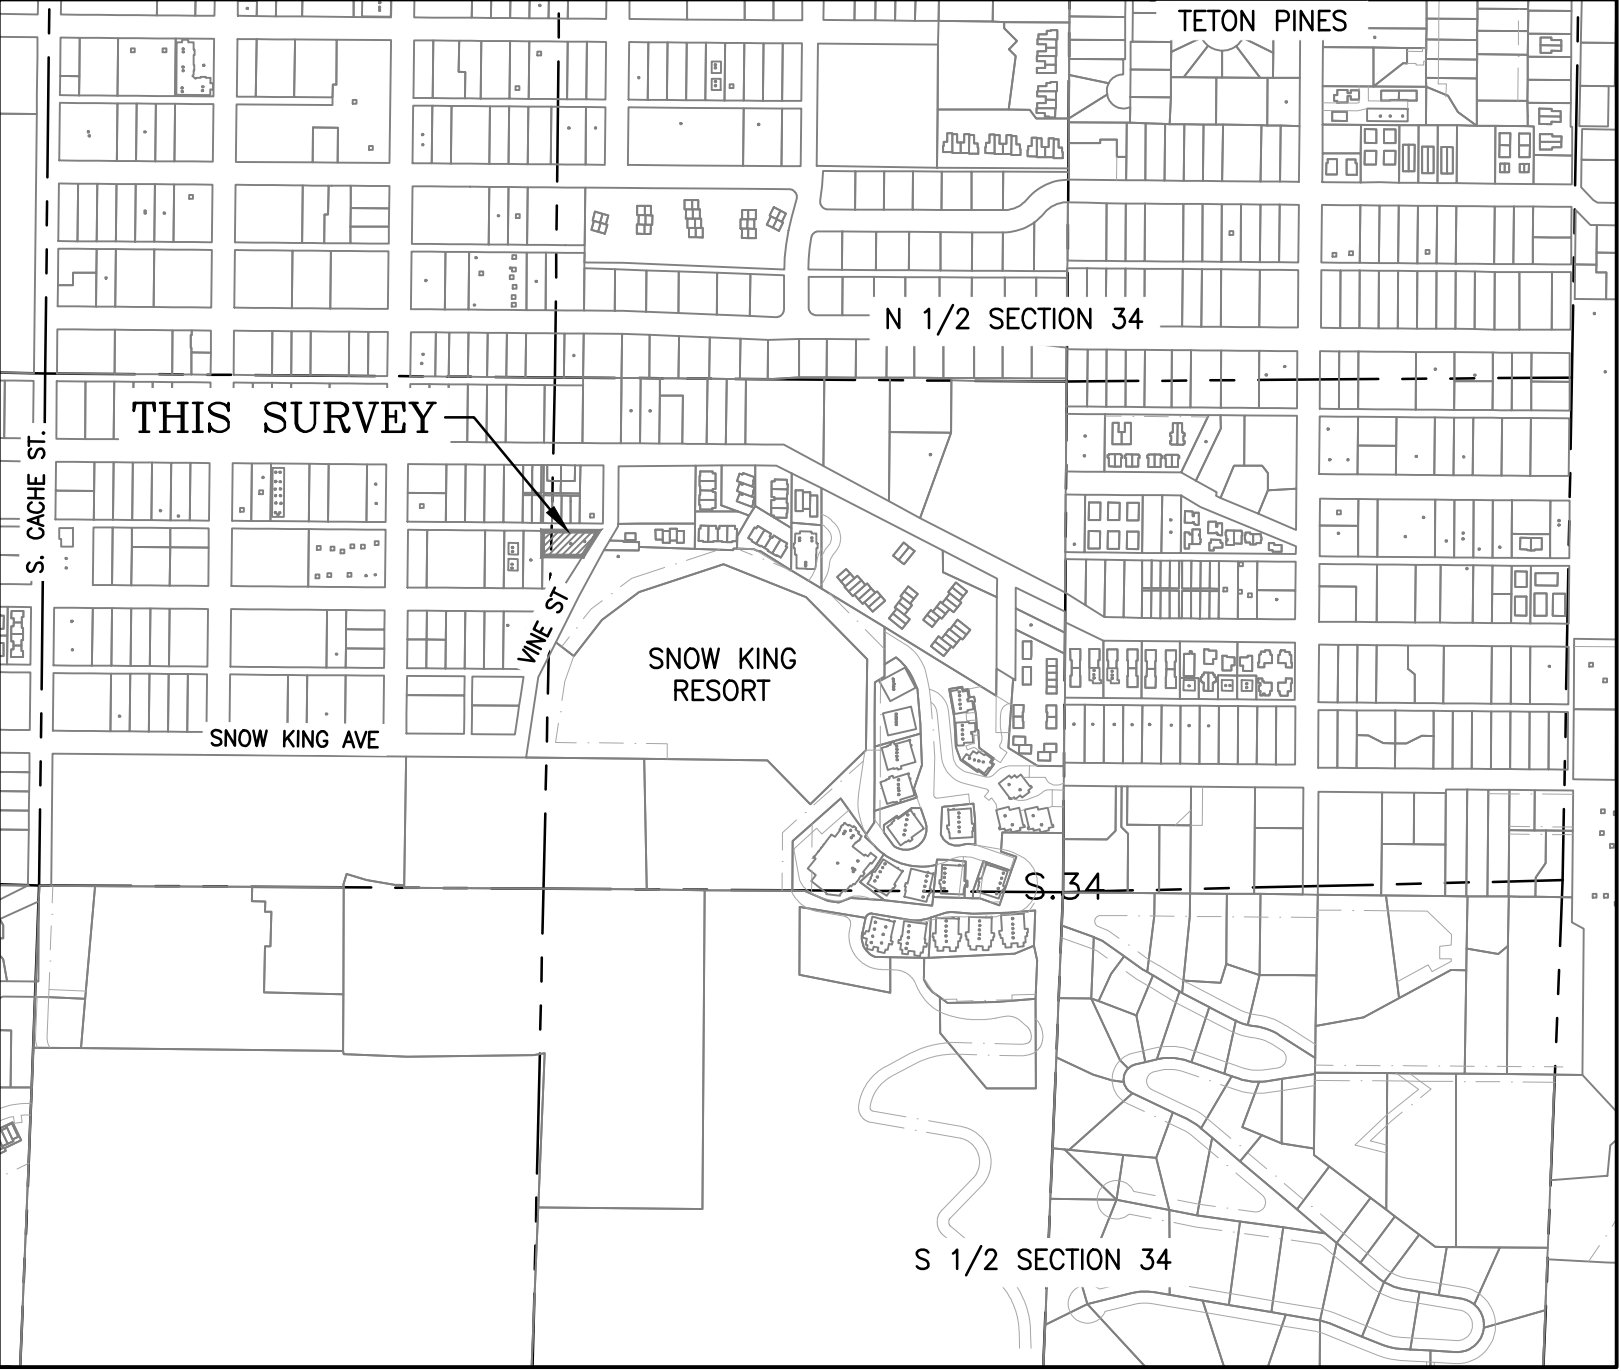 TETON PINES
N 1/2 SECTION 34
THIS SURVEY
S. CACHE ST.
VINE ST
SNOW KING
RESORT
SNOW KING AVE
S.34
S 1/2 SECTION 34